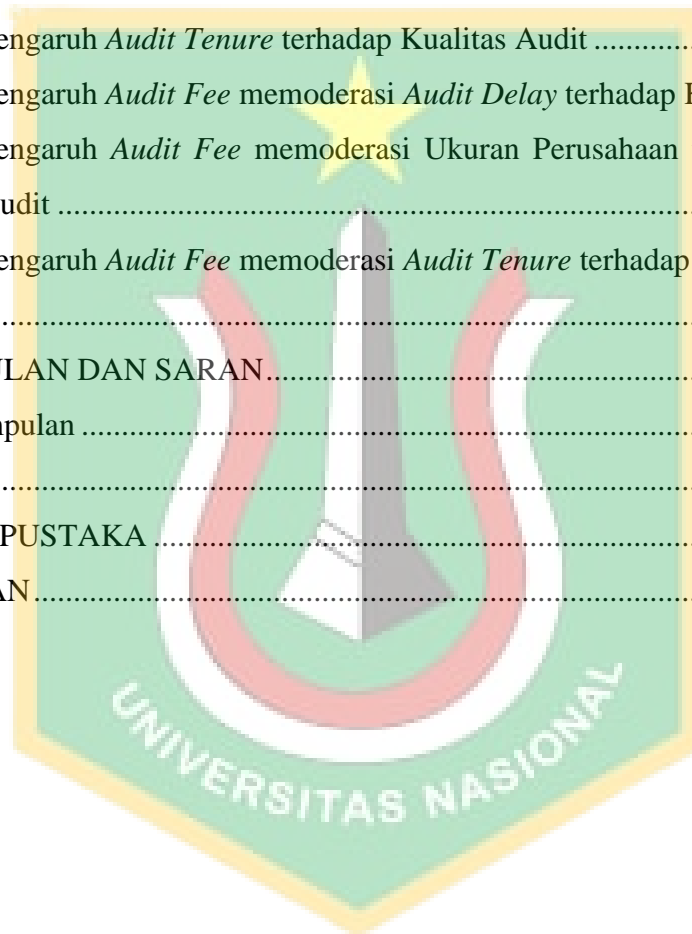 engaruh Audit Tenure terhadap Kualitas Audit ..............
engaruh Audit Fee memoderasi Audit Delay terhadap
engaruh Audit Fee memoderasi Ukuran Perusahaan
udit ......................................................................
engaruh Audit Fee memoderasi Audit Tenure terhadap
.............................................................................
LAN DAN SARAN ................................................
pulan ...................................................................
.............................................................................
PUSTAKA ............................................................
AN .........................................................................
UNIVERSITAS NASIONAL